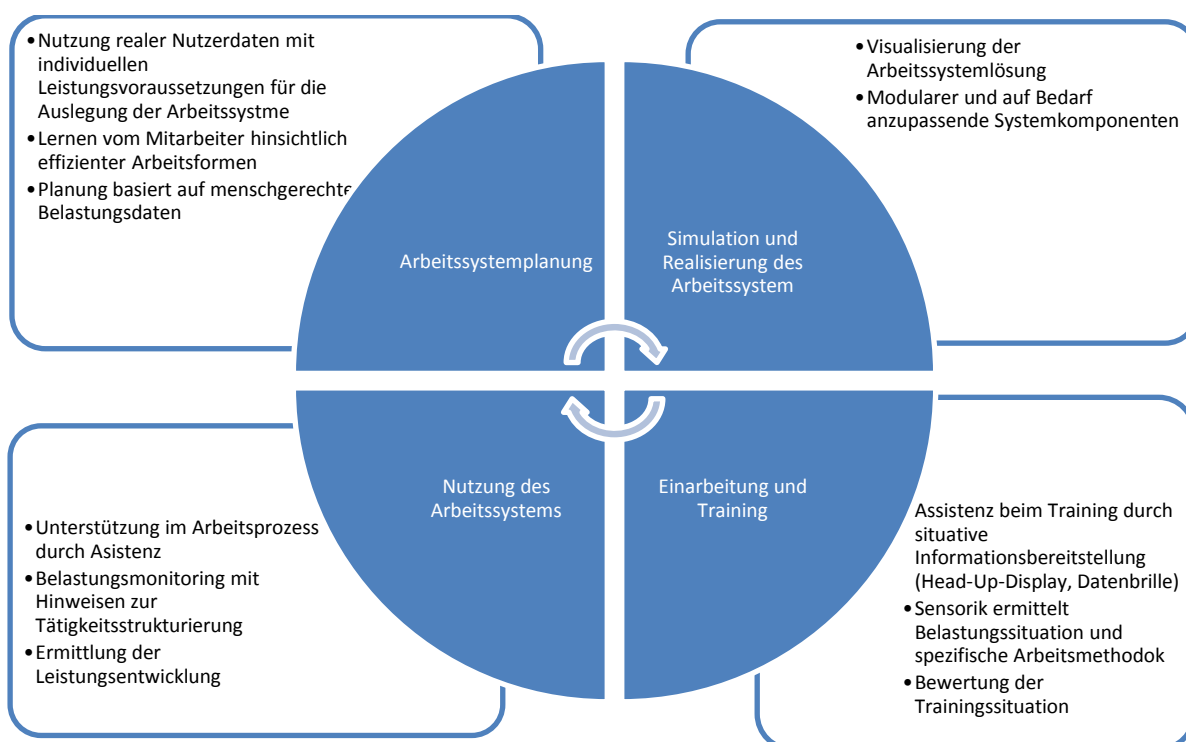 •Nutzung realer Nutzerdaten mit
individuellen
Leistungsvoraussetzungen für die
Auslegung der Arbeitssystme
•Lernen vom Mitarbeiter hinsichtlich
effizienter Arbeitsformen
•Planung basiert auf menschgerechte
Belastungsdaten
•Visualisierung der
Arbeitssystemlösung
•Modularer und auf Bedarf
anzupassende Systemkomponenten
Arbeitssystemplanung
Simulation und
Realisierung des
Arbeitssystem
Nutzung des
Arbeitssystems
Einarbeitung und
Training
•Unterstützung im Arbeitsprozess
durch Asistenz
•Belastungsmonitoring mit
Hinweisen zur
Tätigkeitsstrukturierung
•Ermittlung der
Leistungsentwicklung
Assistenz beim Training durch
situative
Informationsbereitstellung
(Head-Up-Display, Datenbrille)
•Sensorik ermittelt
Belastungssituation und
spezifische Arbeitsmethodok
•Bewertung der
Trainingssituation